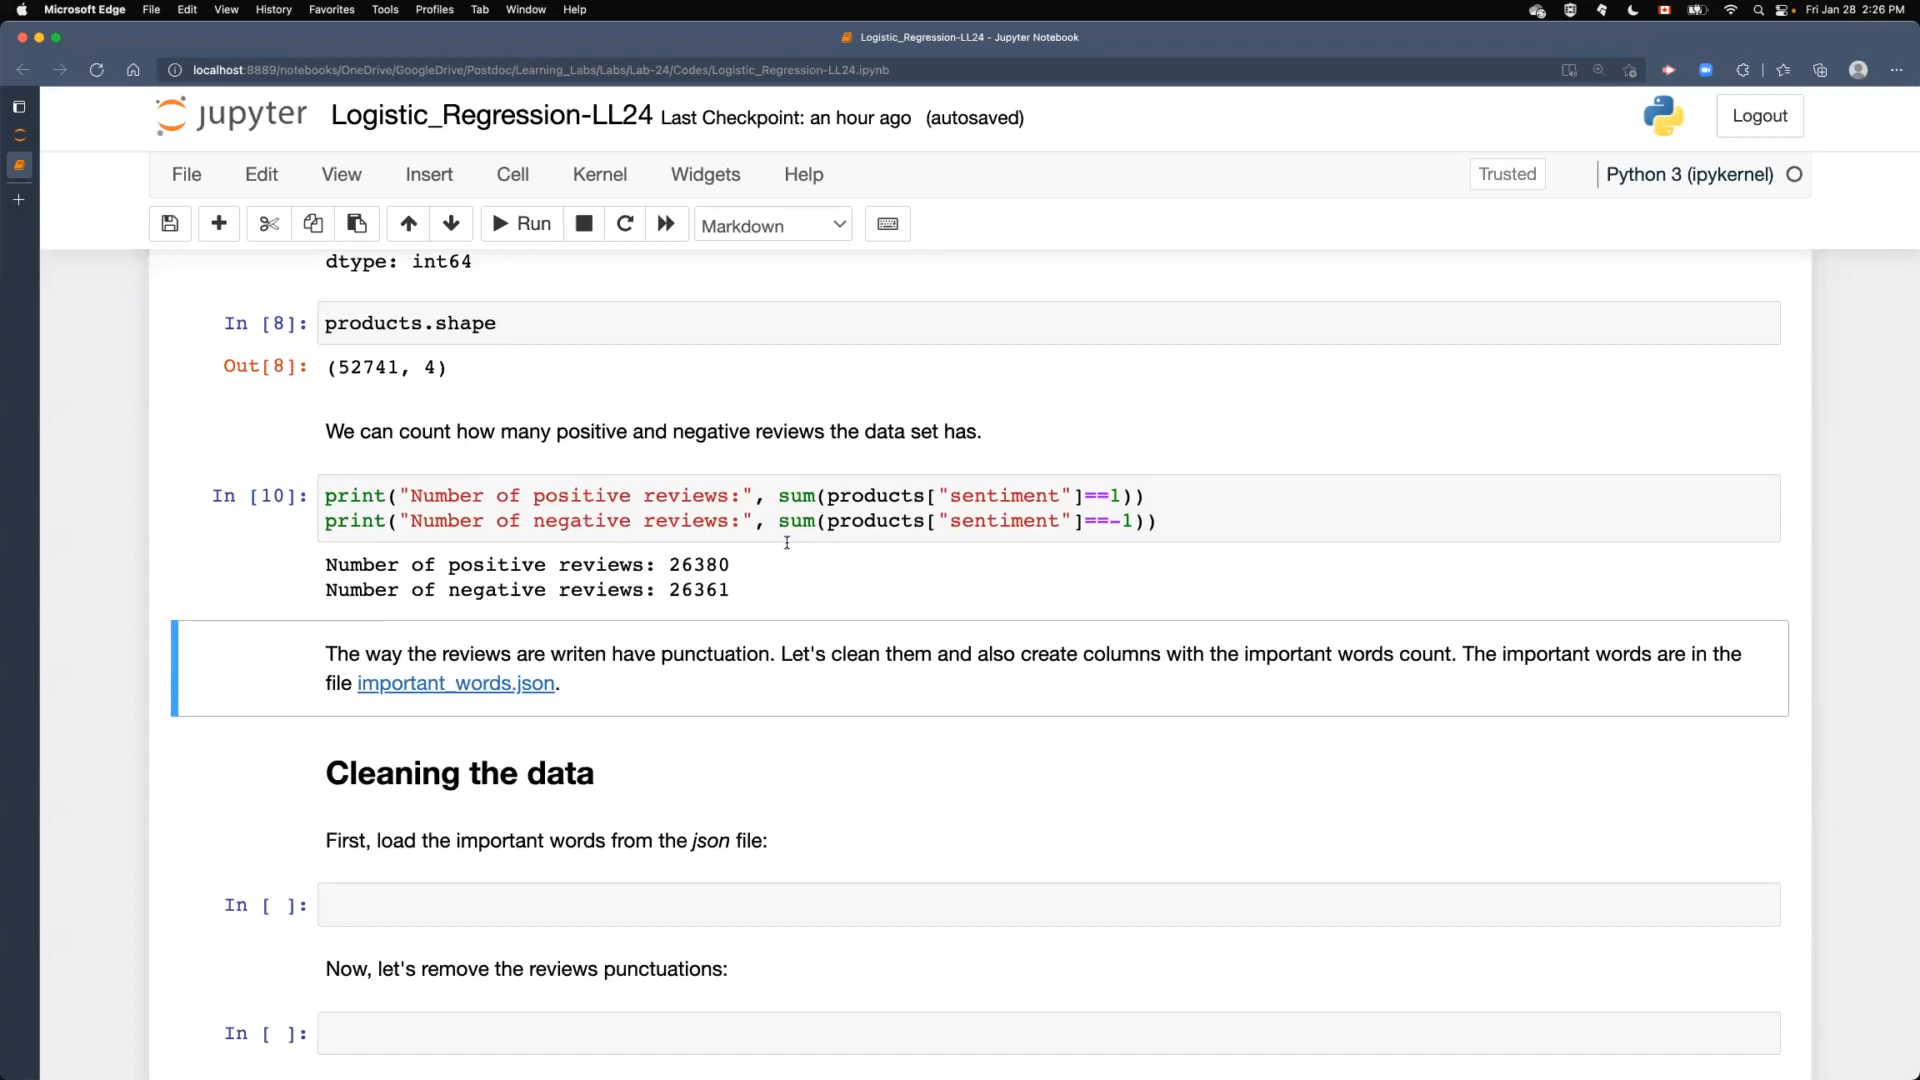 Microsoft Edge File Edit View History Favorites Tools Profiles Tab Window Help Fri Jan 28 2:26 PM
Logistic_Regression-LL24 - Jupyter Notebook
localhost:8889/notebooks/OneDrive/GoogleDrive/Postdoc/Learning_Labs/Labs/Lab-24/Codes/Logistic_Regression-LL24.ipynb
jupyter Logistic_Regression-LL24 Last Checkpoint: an hour ago (autosaved) Logout
File Edit View Insert Cell Kernel Widgets Help Trusted Python 3 (ipykernel)
Run Markdown
dtype: int64
In [8]: products.shape
Out[8]: (52741, 4)
We can count how many positive and negative reviews the data set has.
In [10]: print("Number of positive reviews:", sum(products["sentiment"]==1))
print("Number of negative reviews:", sum(products["sentiment"]==-1))
Number of positive reviews: 26380
Number of negative reviews: 26361
The way the reviews are writen have punctuation. Let's clean them and also create columns with the important words count. The important words are in the
file important_words.json.
Cleaning the data
First, load the important words from the json file:
In [ ]:
Now, let's remove the reviews punctuations:
In [ ]: